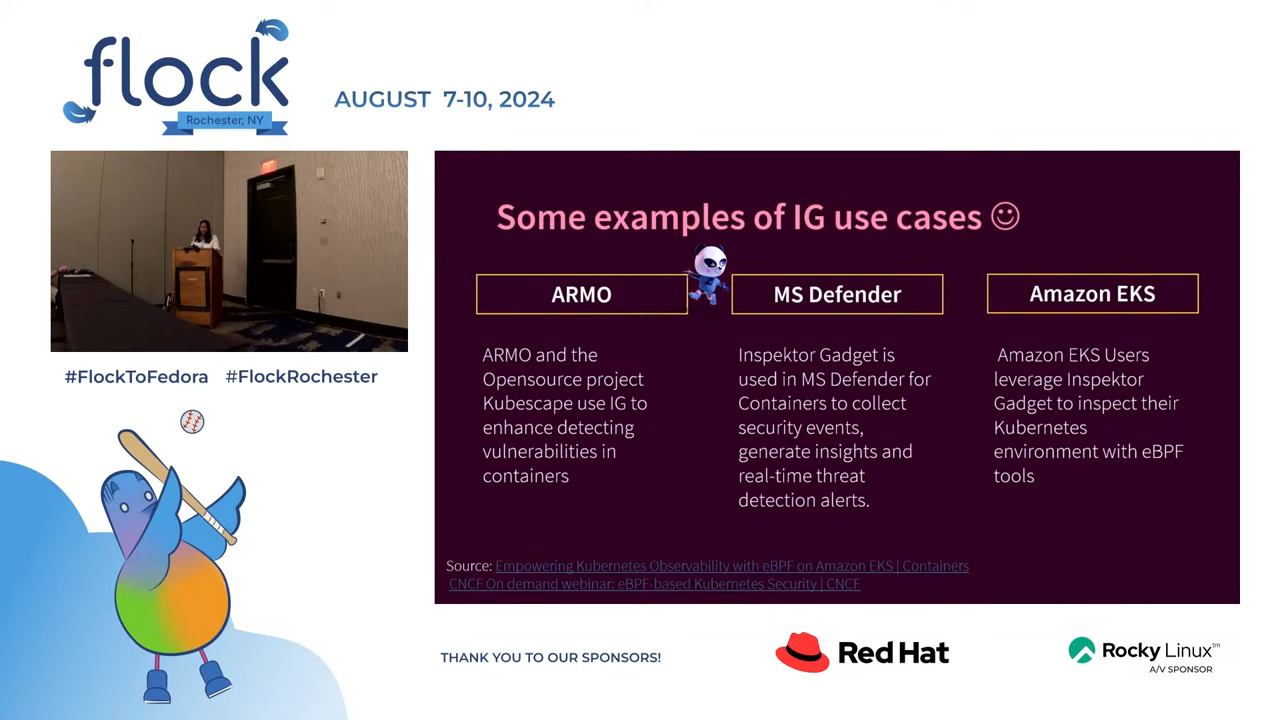 flock
Rochester, NY
AUGUST 7-10, 2024
#FlockToFedora #FlockRochester
Some examples of IG use cases ☺
ARMO
ARMO and the
Opensource project
Kubescape use IG to
enhance detecting
vulnerabilities in
containers
MS Defender
Inspektor Gadget is
used in MS Defender for
Containers to collect
security events,
generate insights and
real-time threat
detection alerts.
Amazon EKS
Amazon EKS Users
leverage Inspektor
Gadget to inspect their
Kubernetes
environment with eBPF
tools
Source: Empowering Kubernetes Observability with eBPF on Amazon EKS | Containers
CNCF On demand webinar: eBPF-based Kubernetes Security | CNCF
THANK YOU TO OUR SPONSORS!
Red Hat
Rocky Linux™
A/V SPONSOR